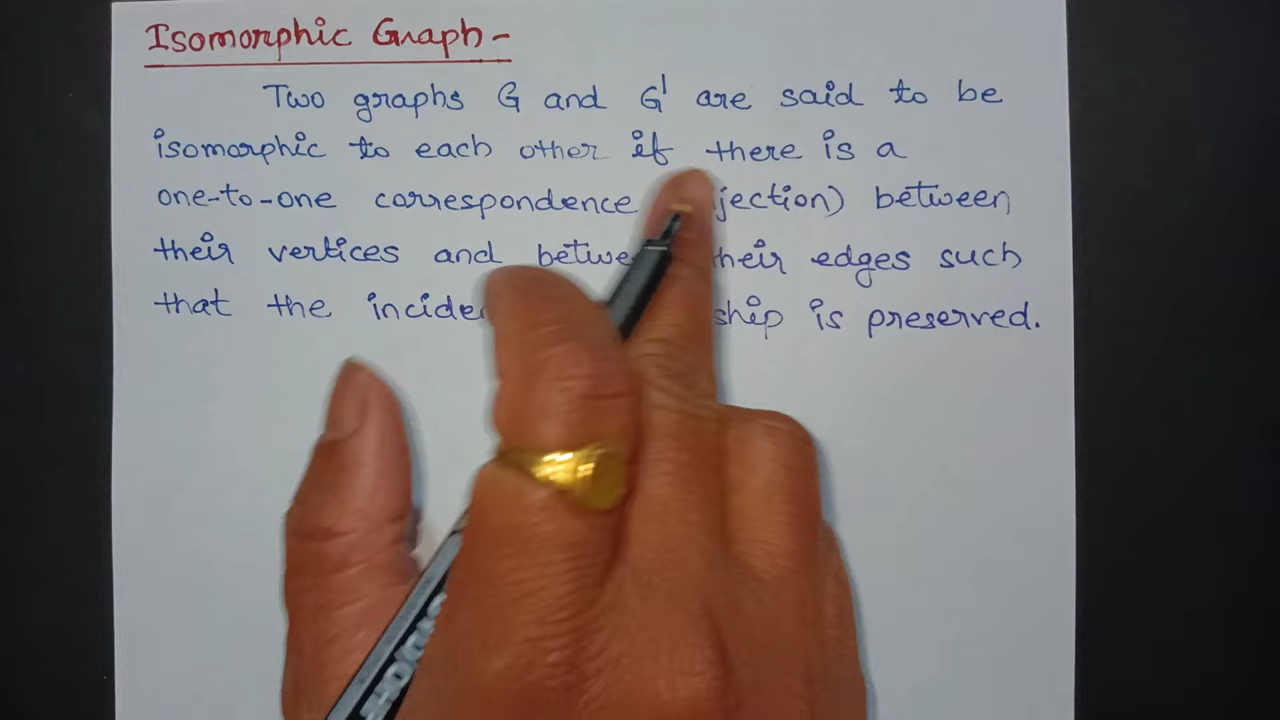 Isomorphic Graph-
Two graphs G and G' are said to be
isomorphic to each other if there is a
one-to-one correspondence jection) between
their vertices and betwe heir edges such
that the incide ship is preserved.